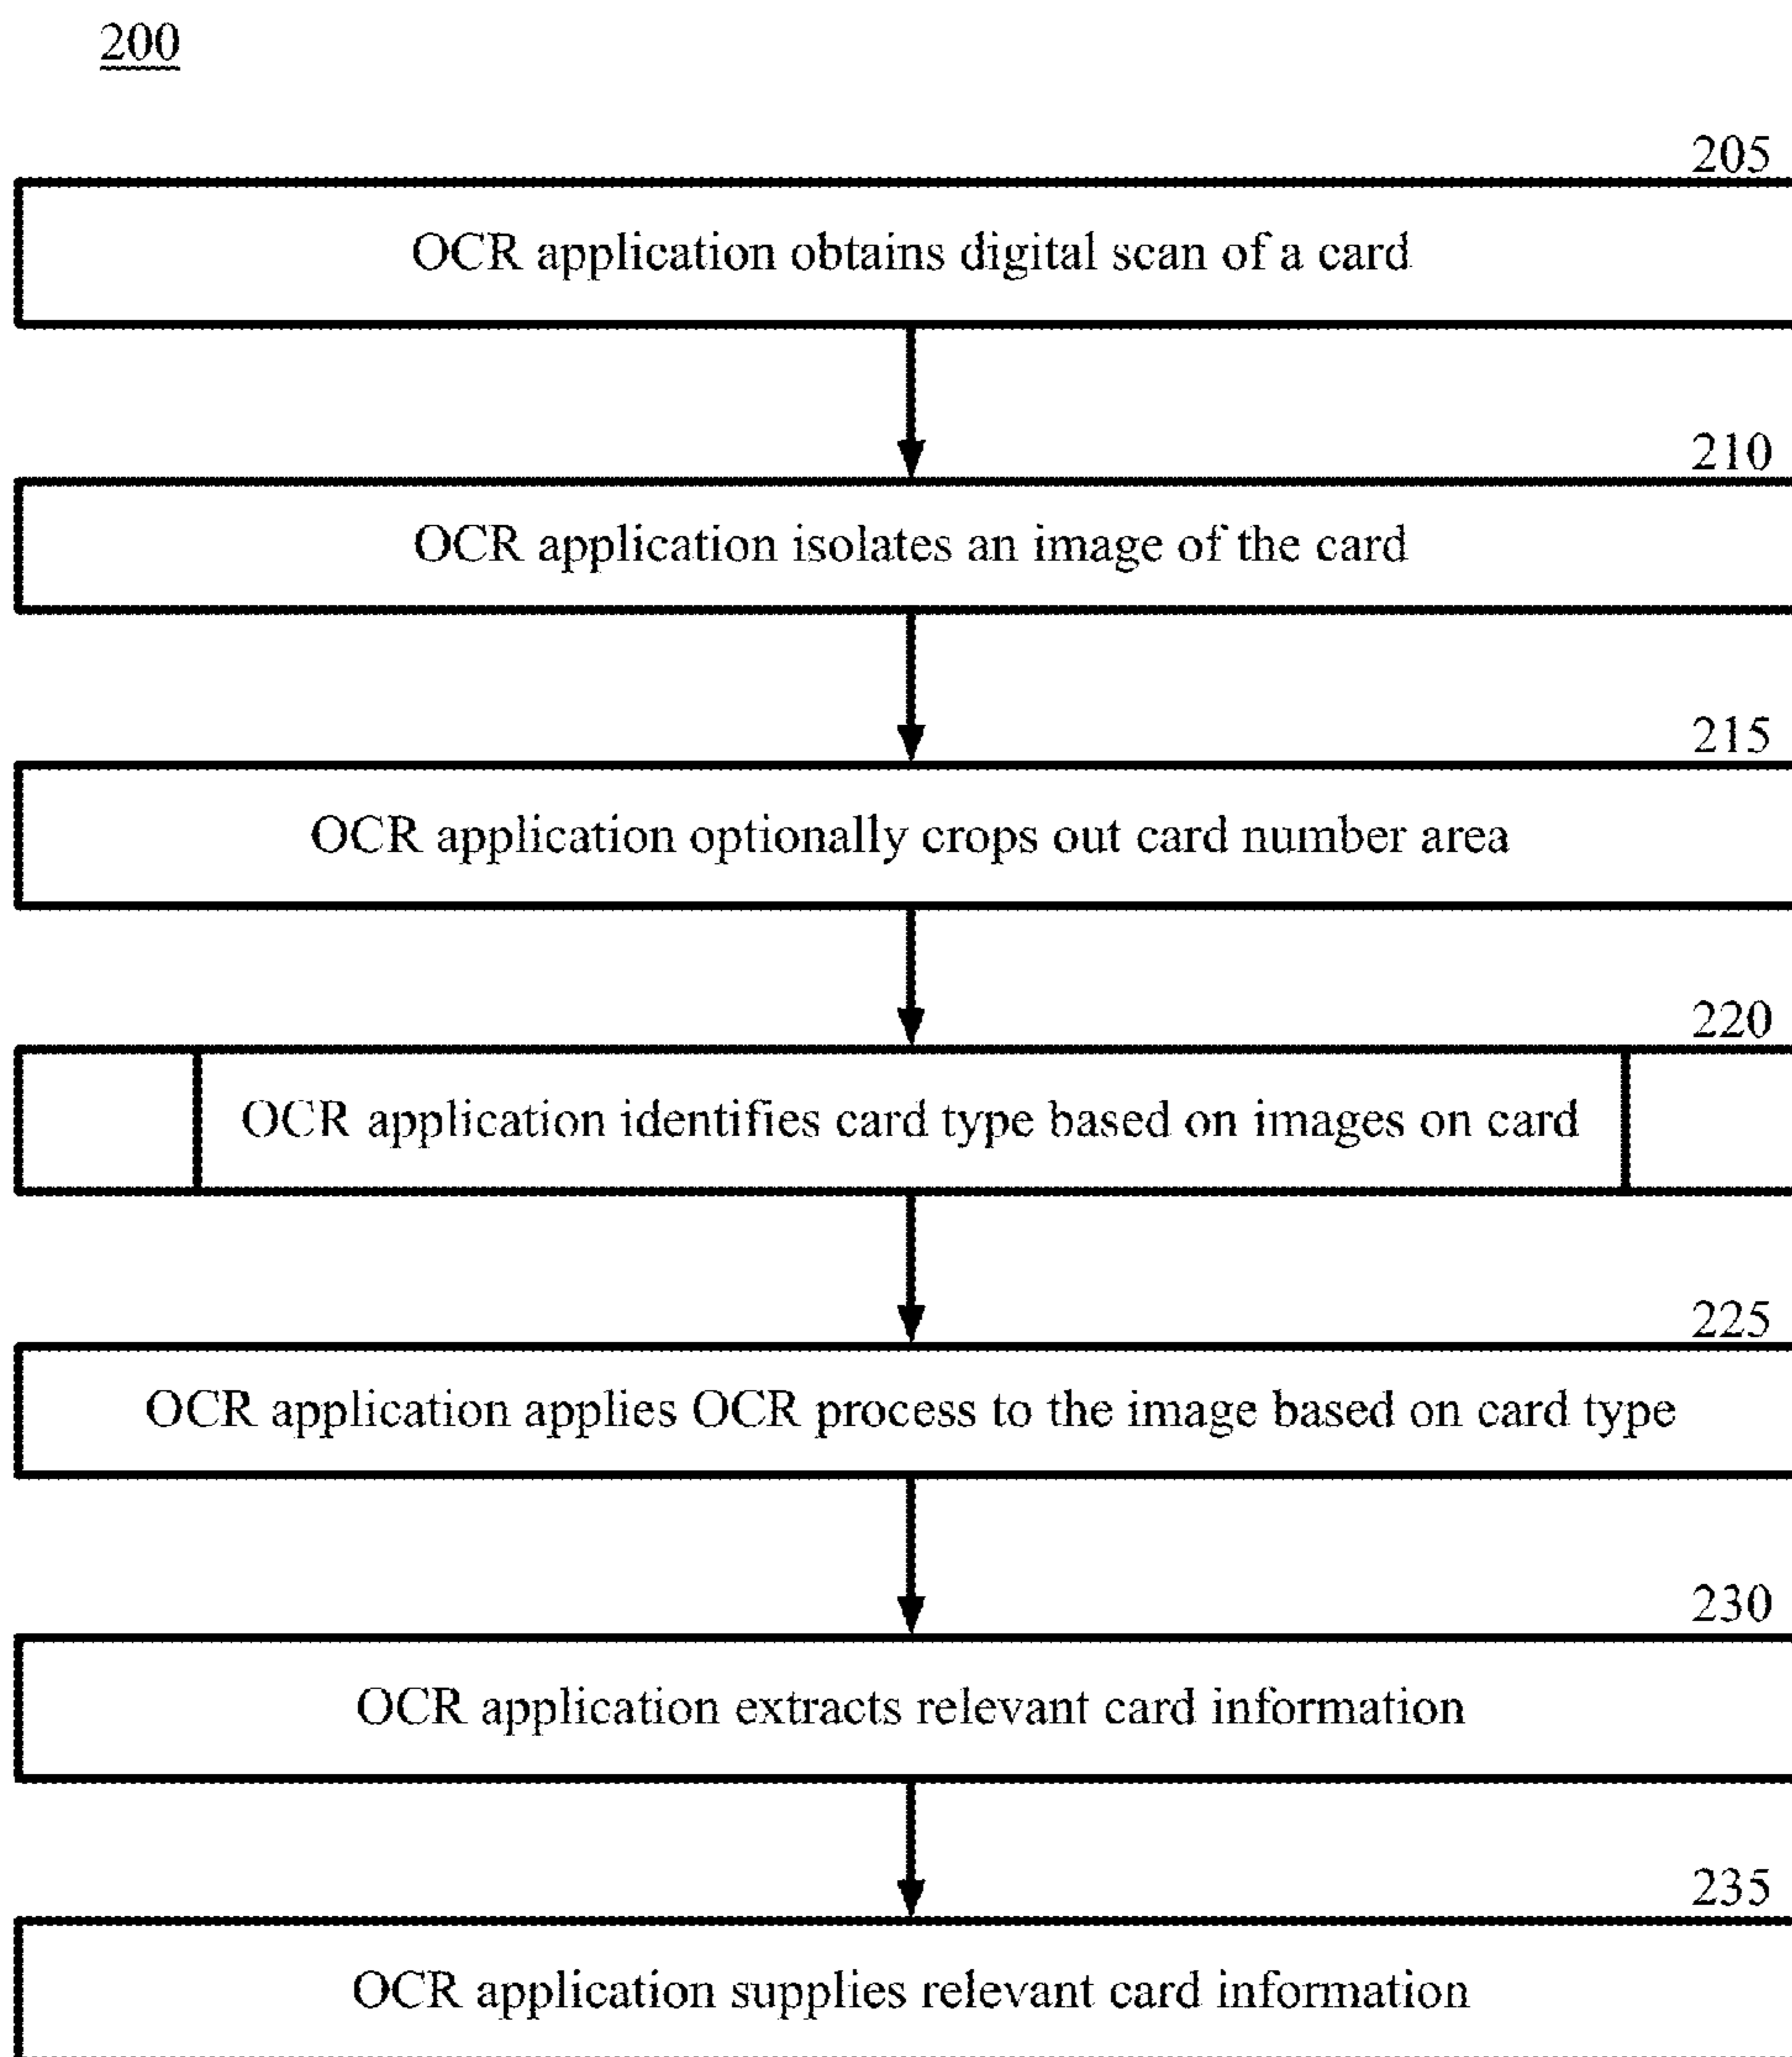 200
205
OCR application obtains digital scan of a card
210
OCR application isolates an image of the card
215
OCR application optionally crops out card number area
220
OCR application identifies card type based on images on card
225
OCR application applies OCR process to the image based on card type
230
OCR application extracts relevant card information
235
OCR application supplies relevant card information